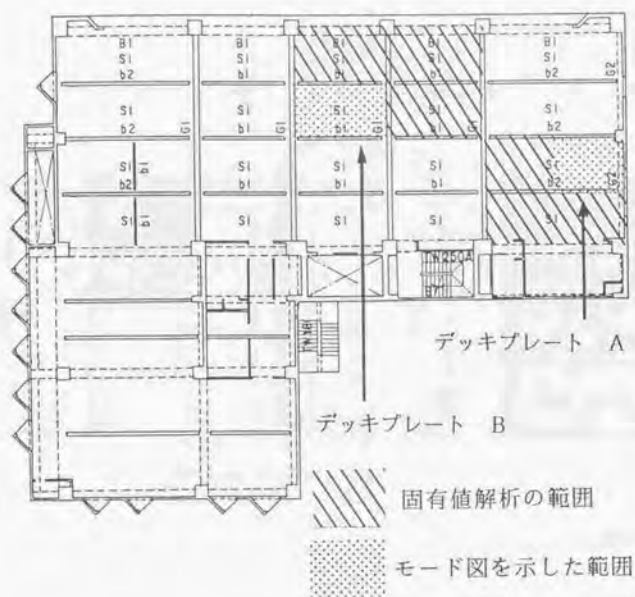 B1 B1 B1 B1 B1
S1 S1 S1 S1 S1
b2 b1 b1 b1 b2
G2
S1 S1 S1 S1 S1
b2 G1 b1 G1 b1 G1 b1 G1 b2
S1 b1 S1 S1 S1 S1
b2 b1 b1 b1 b2 G2
S1 b1 S1 S1 S1 S1
デッキプレート A
デッキプレート B
固有値解析の範囲
モード図を示した範囲